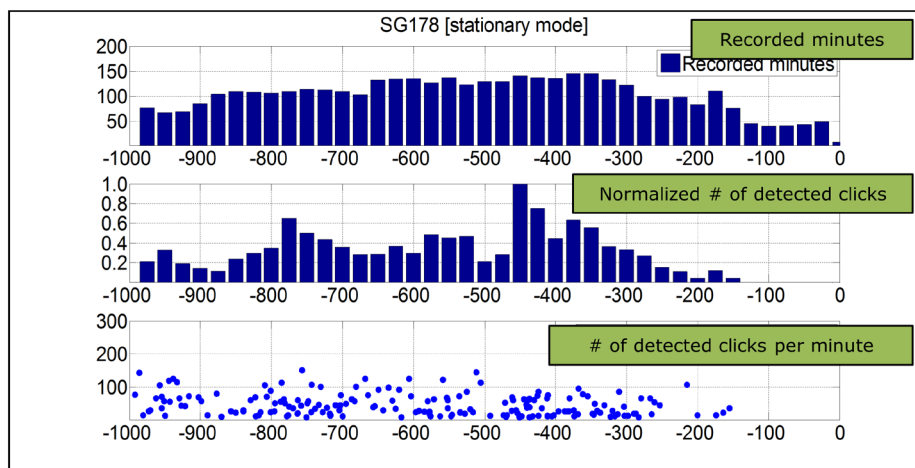 SG178 [stationary mode]
Recorded minutes
Recorded minutes
200
150
100
50
-1000 -900 -800 -700 -600 -500 -400 -300 -200 -100 0
Normalized # of detected clicks
1.0
0.8
0.6
0.4
0.2
-1000 -900 -800 -700 -600 -500 -400 -300 -200 -100 0
# of detected clicks per minute
300
200
100
-1000 -900 -800 -700 -600 -500 -400 -300 -200 -100 0